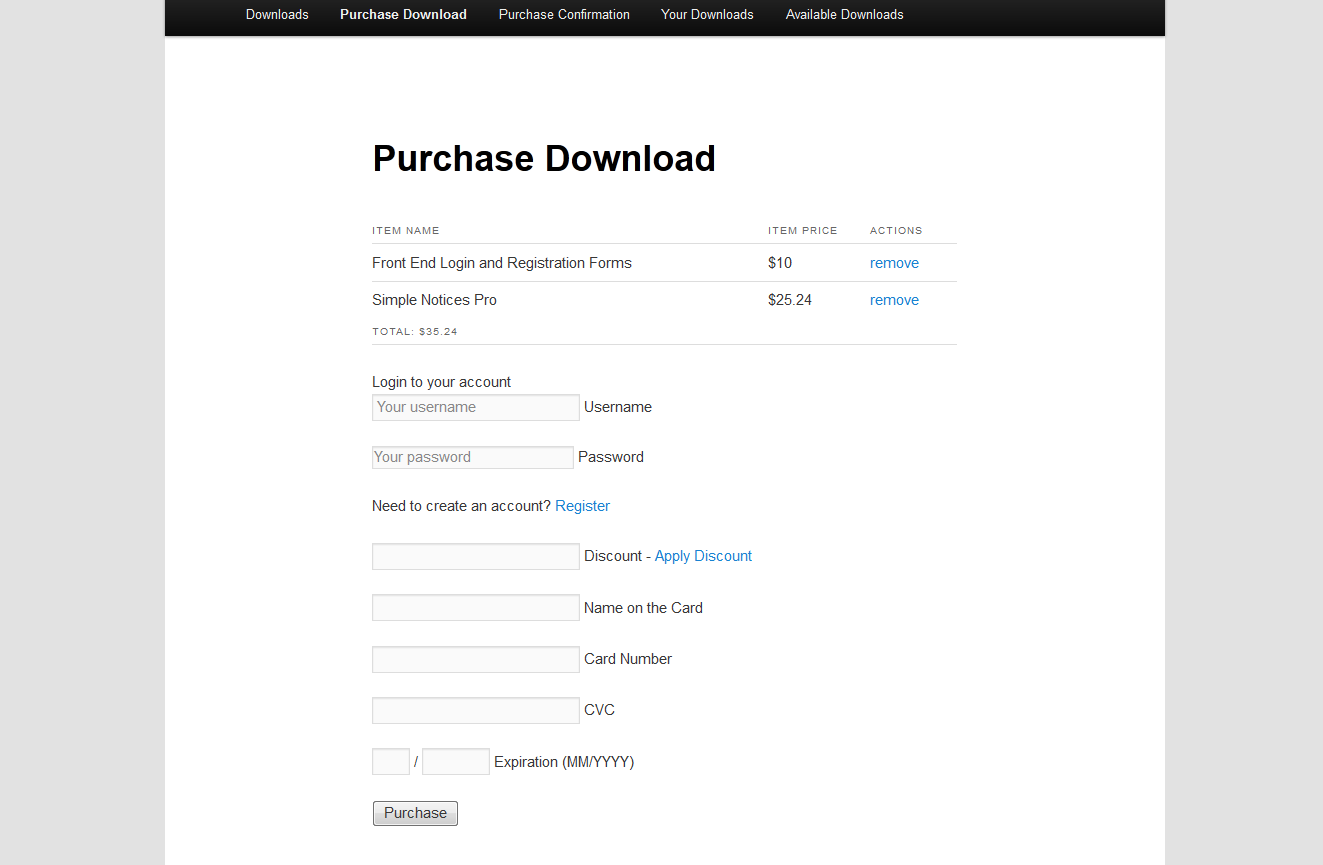 Downloads Purchase Download Purchase Confirmation Your Downloads Available Downloads
Purchase Download
ITEM NAME ITEM PRICE ACTIONS
Front End Login and Registration Forms $10 remove
Simple Notices Pro $25.24 remove
TOTAL: $35.24
Login to your account
Your username Username
Your password Password
Need to create an account? Register
Discount - Apply Discount
Name on the Card
Card Number
CVC
/ Expiration (MM/YYYY)
Purchase